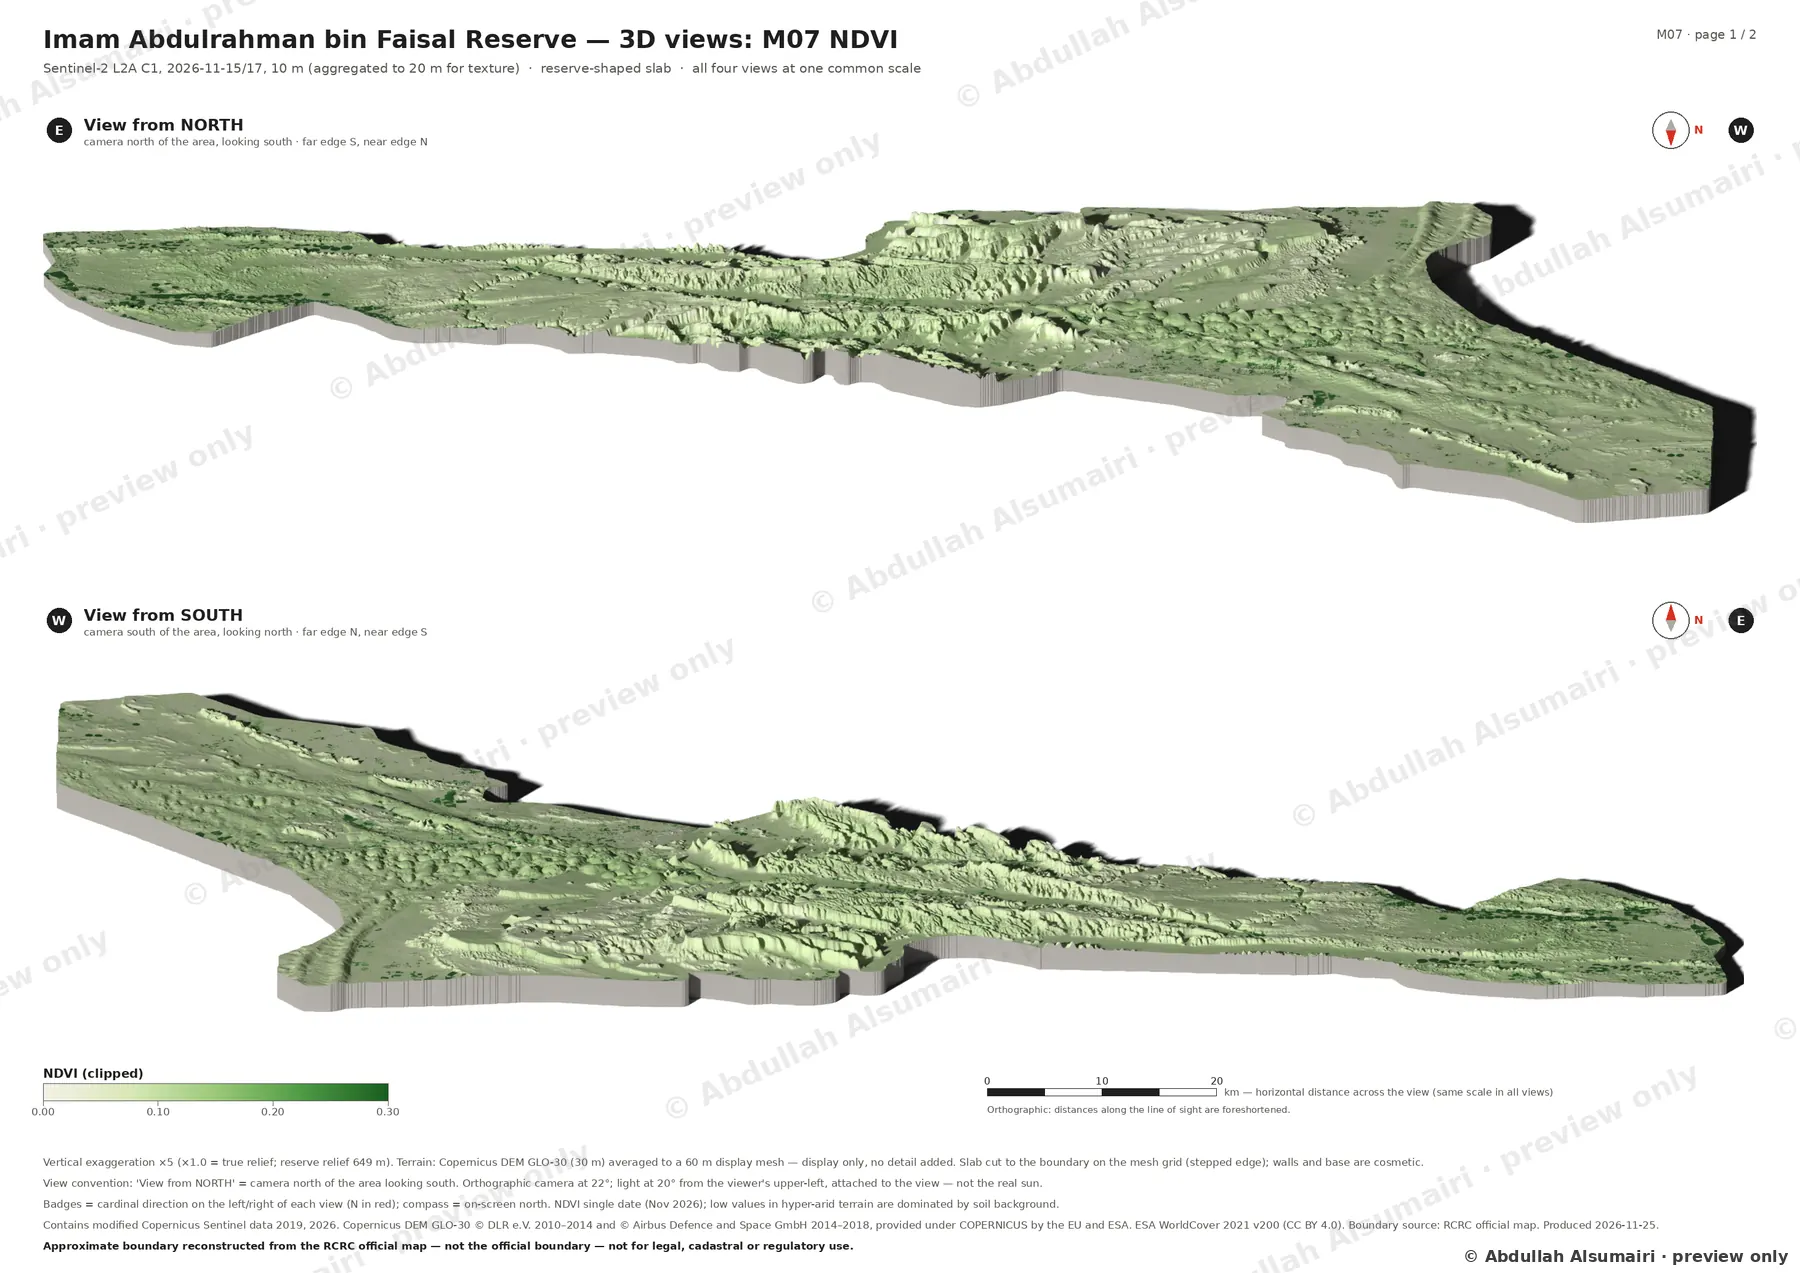 Imam Abdulrahman bin Faisal Reserve — 3D views: M07 NDVI
M07 · page 1 / 2
Sentinel-2 L2A C1, 2026-11-15/17, 10 m (aggregated to 20 m for texture) · reserve-shaped slab · all four views at one common scale
E
View from NORTH
N
W
camera north of the area, looking south · far edge S, near edge N
W
View from SOUTH
N
E
camera south of the area, looking north · far edge N, near edge S
NDVI (clipped)
0.00 0.10 0.20 0.30
0 10 20
km — horizontal distance across the view (same scale in all views)
Orthographic: distances along the line of sight are foreshortened.
Vertical exaggeration ×5 (×1.0 = true relief; reserve relief 649 m). Terrain: Copernicus DEM GLO-30 (30 m) averaged to a 60 m display mesh — display only, no detail added. Slab cut to the boundary on the mesh grid (stepped edge); walls and base are cosmetic.
View convention: 'View from NORTH' = camera north of the area looking south. Orthographic camera at 22°; light at 20° from the viewer's upper-left, attached to the view — not the real sun.
Badges = cardinal direction on the left/right of each view (N in red); compass = on-screen north. NDVI single date (Nov 2026); low values in hyper-arid terrain are dominated by soil background.
Contains modified Copernicus Sentinel data 2019, 2026. Copernicus DEM GLO-30 © DLR e.V. 2010–2014 and © Airbus Defence and Space GmbH 2014–2018, provided under COPERNICUS by the EU and ESA. ESA WorldCover 2021 v200 (CC BY 4.0). Boundary source: RCRC official map. Produced 2026-11-25.
Approximate boundary reconstructed from the RCRC official map — not the official boundary — not for legal, cadastral or regulatory use.
© Abdullah Alsumairi · preview only
© Abdullah Alsumairi · preview only